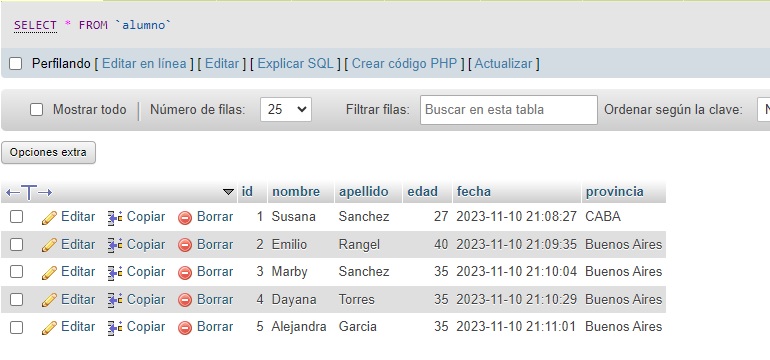 SELECT * FROM `alumno`
Perfilando [ Editar en línea ] [ Editar ] [ Explicar SQL ] [ Crear código PHP ] [ Actualizar ]
Mostrar todo Número de filas: 25 Filtrar filas: Buscar en esta tabla Ordenar según la clave: N
Opciones extra
id nombre apellido edad fecha provincia
Editar Copiar Borrar 1 Susana Sanchez 27 2023-11-10 21:08:27 CABA
Editar Copiar Borrar 2 Emilio Rangel 40 2023-11-10 21:09:35 Buenos Aires
Editar Copiar Borrar 3 Marby Sanchez 35 2023-11-10 21:10:04 Buenos Aires
Editar Copiar Borrar 4 Dayana Torres 35 2023-11-10 21:10:29 Buenos Aires
Editar Copiar Borrar 5 Alejandra Garcia 35 2023-11-10 21:11:01 Buenos Aires